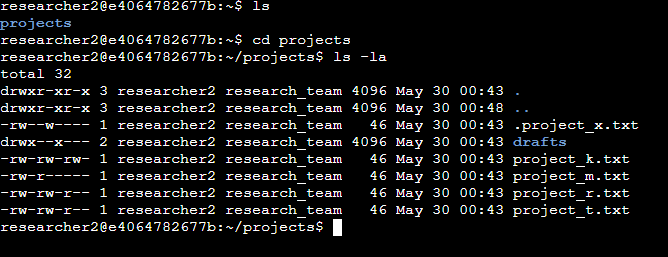 researcher2@e4064782677b:~$ ls
projects
researcher2@e4064782677b:~$ cd projects
researcher2@e4064782677b:~/projects$ ls -la
total 32
drwxr-xr-x 3 researcher2 research_team 4096 May 30 00:43 .
drwxr-xr-x 3 researcher2 research_team 4096 May 30 00:48 ..
-rw--w---- 1 researcher2 research_team   46 May 30 00:43 .project_x.txt
drwx--x--- 2 researcher2 research_team 4096 May 30 00:43 drafts
-rw-rw-rw- 1 researcher2 research_team   46 May 30 00:43 project_k.txt
-rw-r----- 1 researcher2 research_team   46 May 30 00:43 project_m.txt
-rw-rw-r-- 1 researcher2 research_team   46 May 30 00:43 project_r.txt
-rw-rw-r-- 1 researcher2 research_team   46 May 30 00:43 project_t.txt
researcher2@e4064782677b:~/projects$